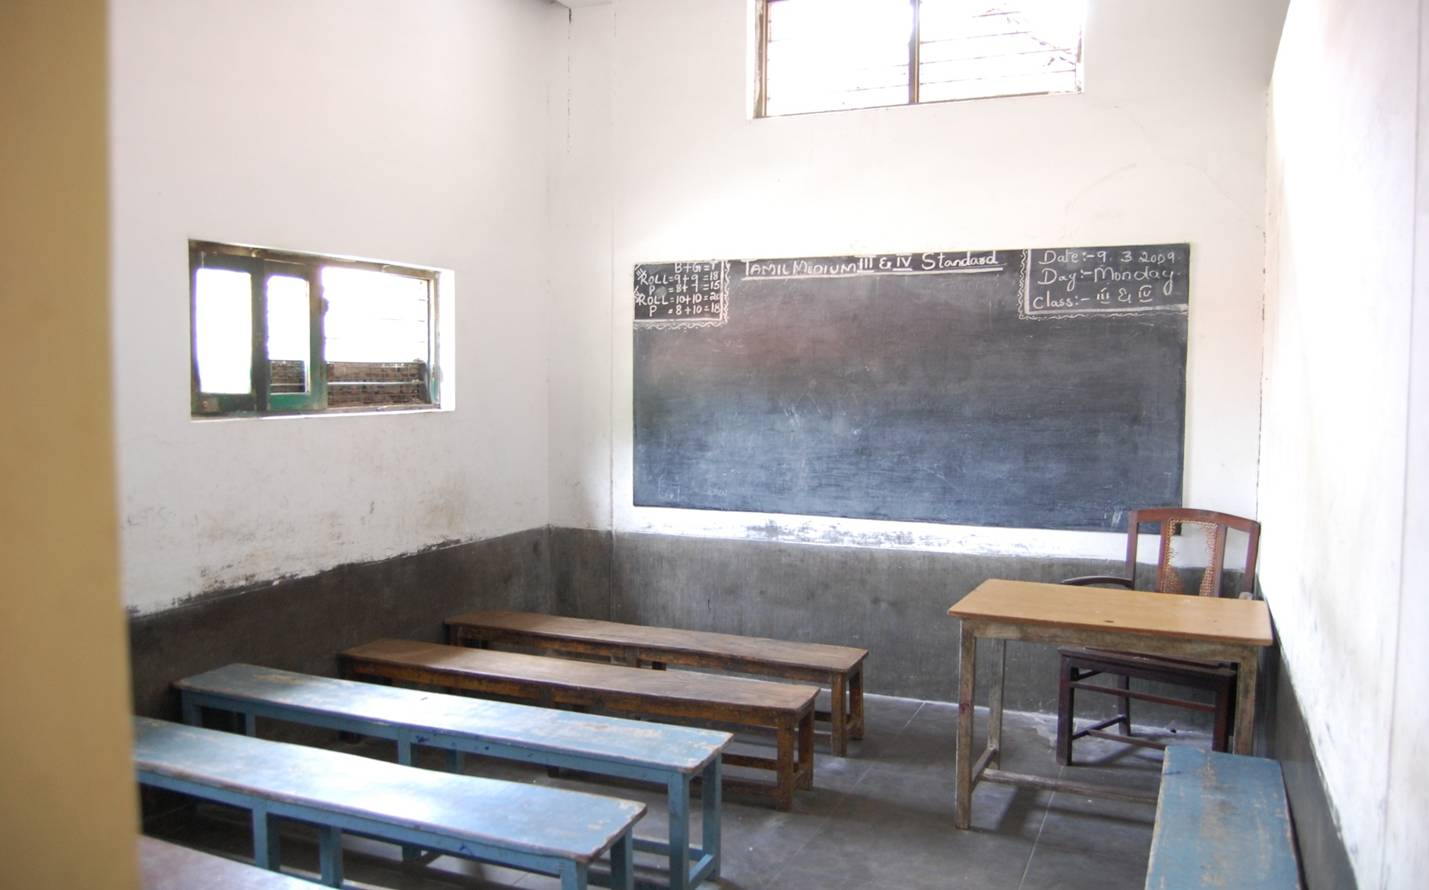 B+G=T
ROLL=9+9=18
P =8+7=15
ROLL=10+10=20
P =8+10=18
TAMIL MEDIUM III & IV Standard
Date:-9.3.2009
Day:-Monday
Class:- III & IV